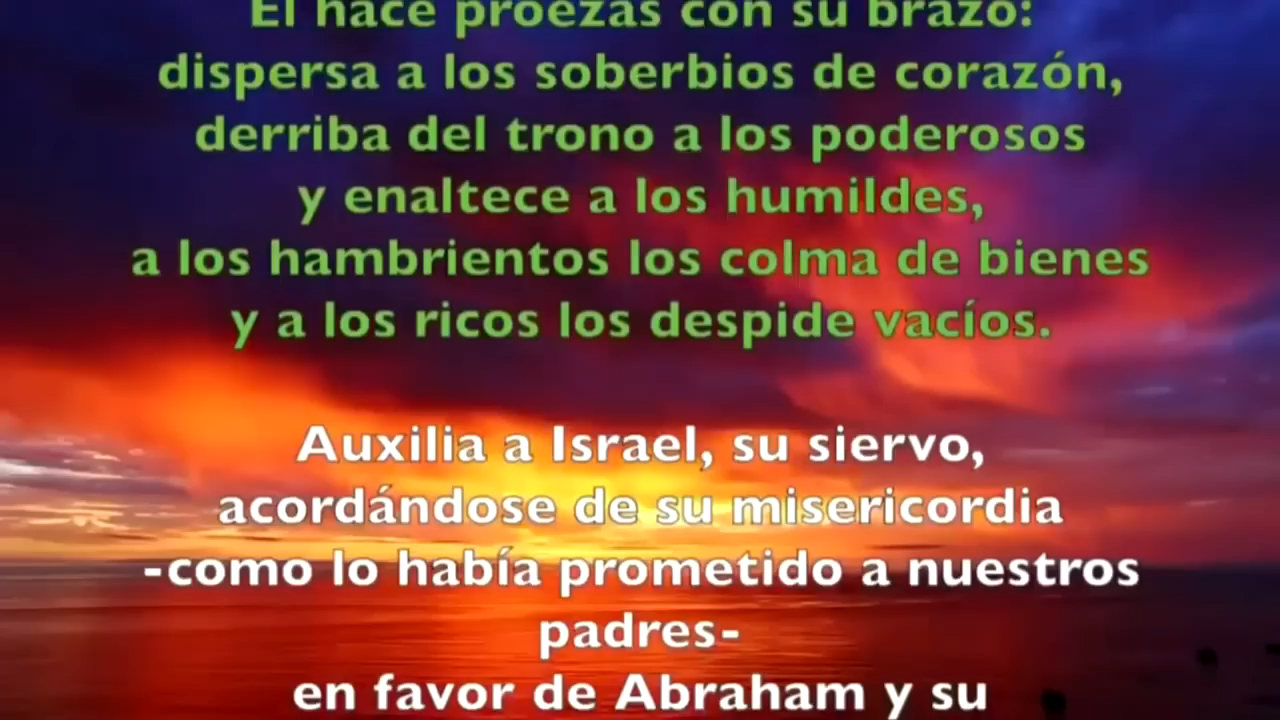 El hace proezas con su brazo:
dispersa a los soberbios de corazón,
derriba del trono a los poderosos
y enaltece a los humildes,
a los hambrientos los colma de bienes
y a los ricos los despide vacíos.
Auxilia a Israel, su siervo,
acordándose de su misericordia
-como lo había prometido a nuestros
padres-
en favor de Abraham y su